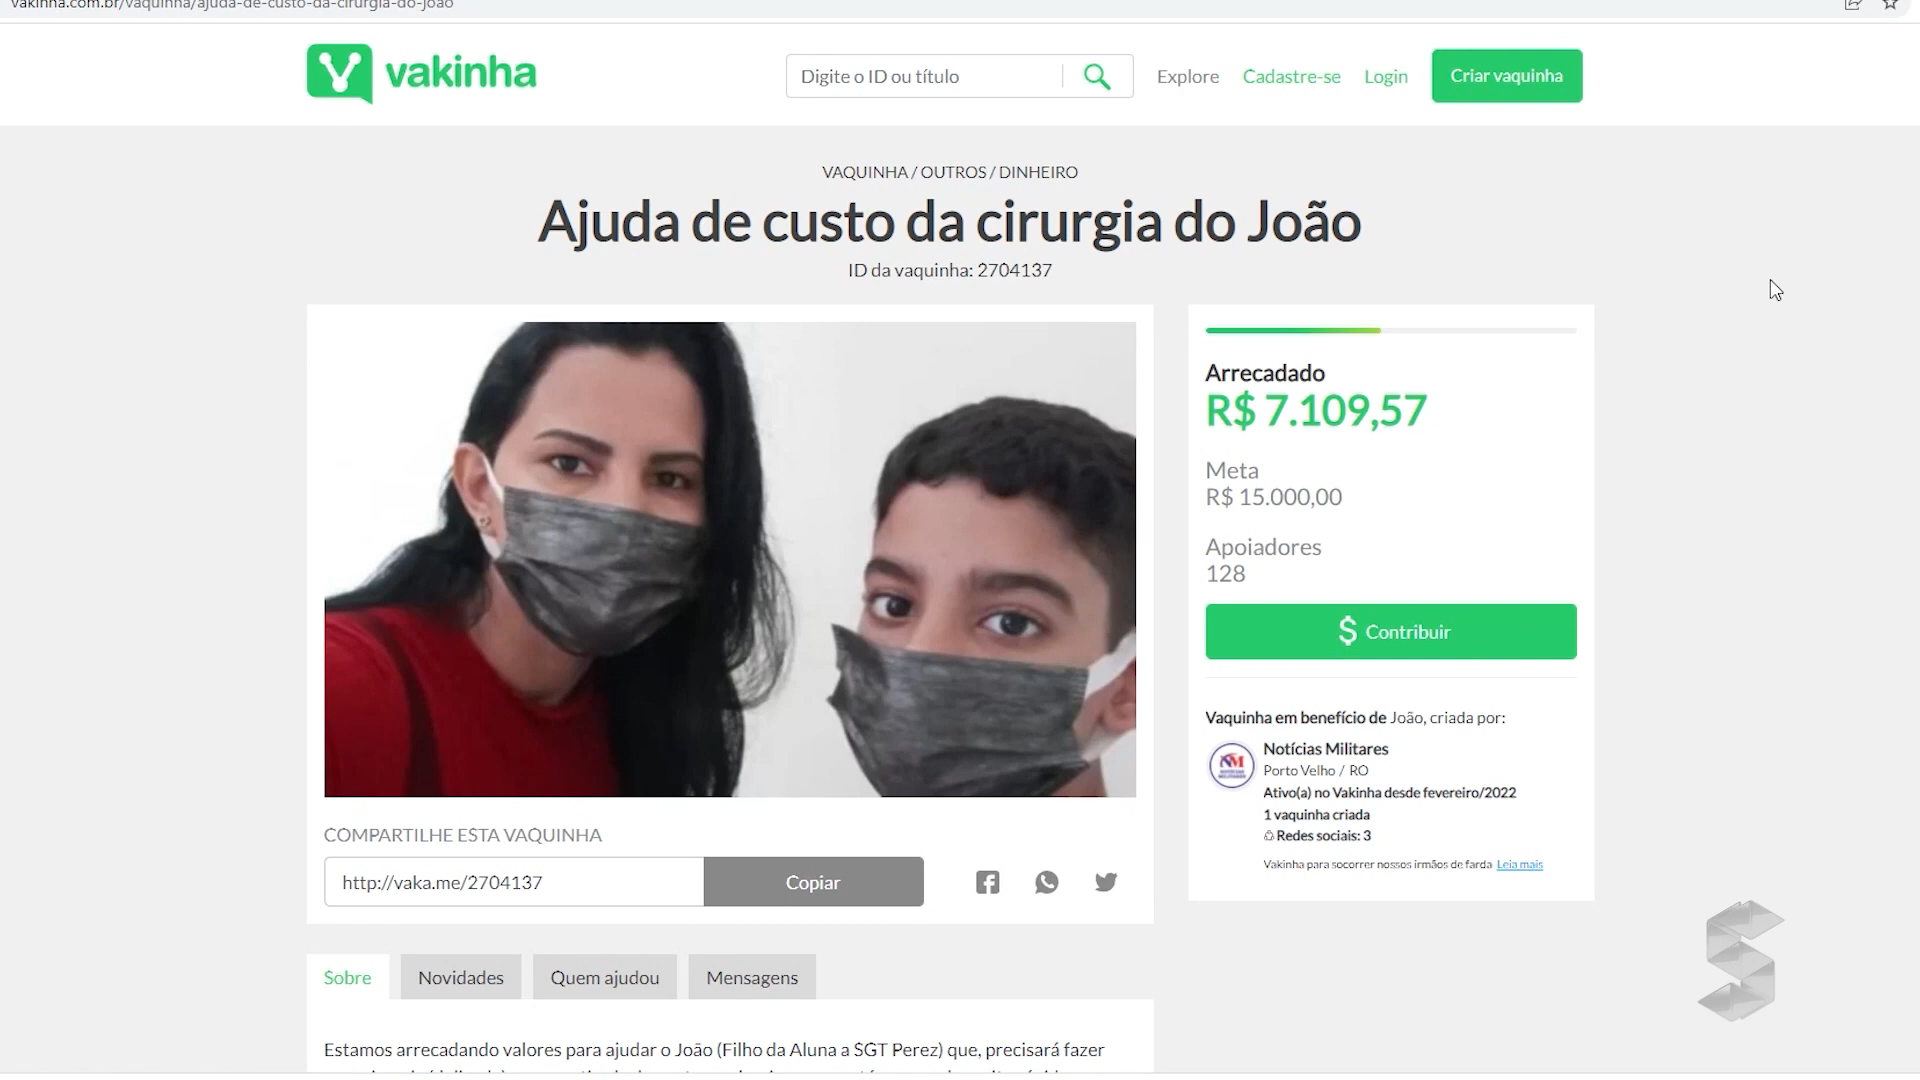 vakinha.com.br/vaquinha/ajuda-de-custo-da-cirurgia-do-joao
vakinha
Digite o ID ou título
Explore
Cadastre-se
Login
Criar vaquinha
VAQUINHA / OUTROS / DINHEIRO
Ajuda de custo da cirurgia do João
ID da vaquinha: 2704137
Arrecadado
R$ 7.109,57
Meta
R$ 15.000,00
Apoiadores
128
$ Contribuir
Vaquinha em benefício de João, criada por:
NM
NOTÍCIAS MILITARES
Notícias Militares
Porto Velho / RO
Ativo(a) no Vakinha desde fevereiro/2022
1 vaquinha criada
Redes sociais: 3
Vakinha para socorrer nossos irmãos de farda Leia mais
COMPARTILHE ESTA VAQUINHA
http://vaka.me/2704137
Copiar
Sobre
Novidades
Quem ajudou
Mensagens
Estamos arrecadando valores para ajudar o João (Filho da Aluna a SGT Perez) que, precisará fazer